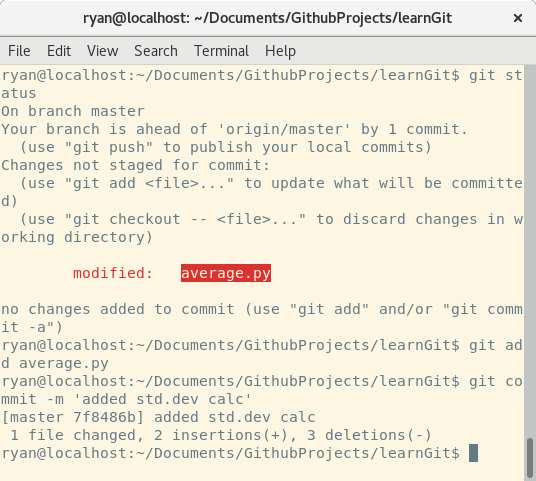 ryan@localhost: ~/Documents/GithubProjects/learnGit ×
File Edit View Search Terminal Help
ryan@localhost:~/Documents/GithubProjects/learnGit$ git st
atus
On branch master
Your branch is ahead of 'origin/master' by 1 commit.
  (use "git push" to publish your local commits)
Changes not staged for commit:
  (use "git add <file>..." to update what will be committe
d)
  (use "git checkout -- <file>..." to discard changes in w
orking directory)

        modified:   average.py

no changes added to commit (use "git add" and/or "git comm
it -a")
ryan@localhost:~/Documents/GithubProjects/learnGit$ git ad
d average.py
ryan@localhost:~/Documents/GithubProjects/learnGit$ git co
mmit -m 'added std.dev calc'
[master 7f8486b] added std.dev calc
 1 file changed, 2 insertions(+), 3 deletions(-)
ryan@localhost:~/Documents/GithubProjects/learnGit$